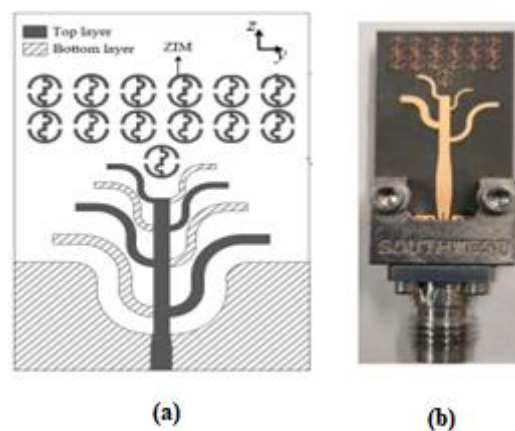 Top layer
Bottom layer
ZIM
z
y
SOUTHWEST
(a)
(b)